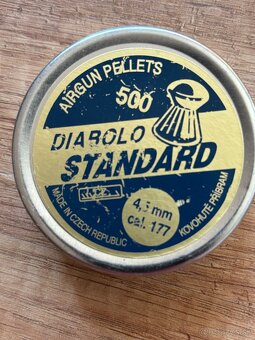 AIRGUN PELLETS
500
DIABOLO
STANDARD
4,5 mm
cal. 177
MADE IN CZECH REPUBLIC
KOVOHUTĚ PŘÍBRAM